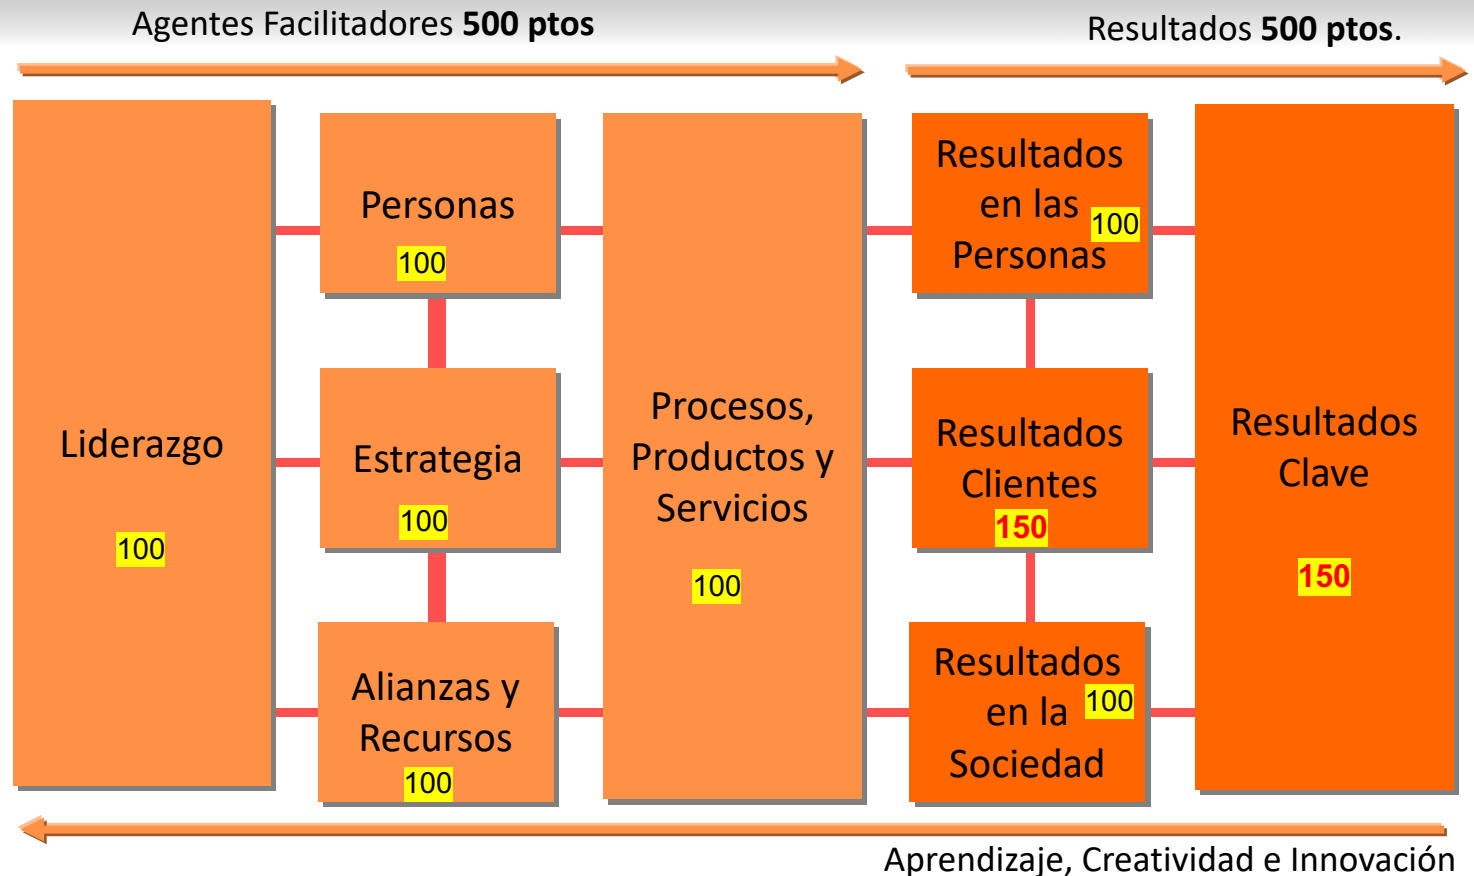 Agentes Facilitadores 500 ptos
Resultados 500 ptos.
Liderazgo
100
Personas
100
Estrategia
100
Alianzas y
Recursos
100
Procesos,
Productos y
Servicios
100
Resultados
en las
100
Personas
Resultados
Clientes
150
Resultados
en la
100
Sociedad
Resultados
Clave
150
Aprendizaje, Creatividad e Innovación